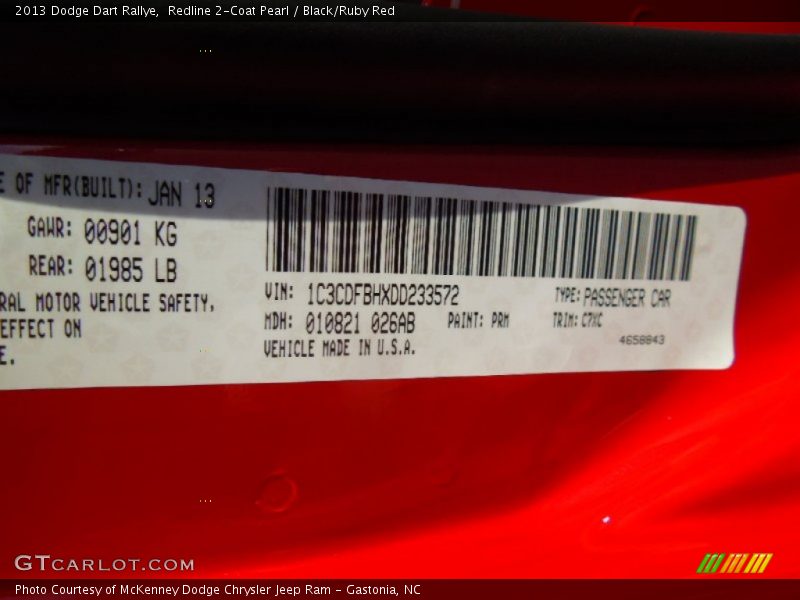 2013 Dodge Dart Rallye, Redline 2-Coat Pearl / Black/Ruby Red
E OF MFR(BUILT): JAN 13
GAWR: 00901 KG
REAR: 01985 LB
RAL MOTOR VEHICLE SAFETY,
EFFECT ON
E.
VIN: 1C3CDFBHXDD233572 TYPE: PASSENGER CAR
MDH: 010821 026AB PAINT: PRM TRIM: C7XC
VEHICLE MADE IN U.S.A. 4658843
GTCARLOT.COM
Photo Courtesy of McKenney Dodge Chrysler Jeep Ram - Gastonia, NC